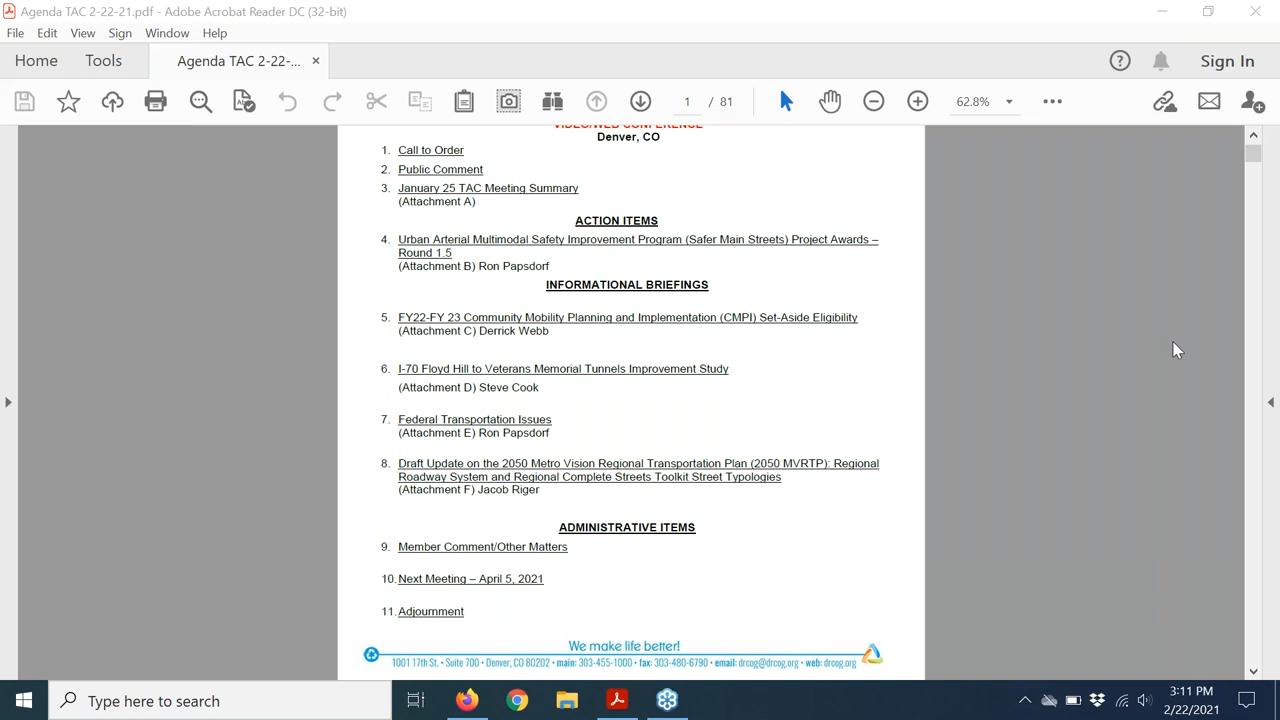 Agenda TAC 2-22-21.pdf - Adobe Acrobat Reader DC (32-bit)
File Edit View Sign Window Help
Home Tools Agenda TAC 2-22-... × Sign In
1 / 81 62.8%
VIDEO/WEB CONFERENCE
Denver, CO
1. Call to Order
2. Public Comment
3. January 25 TAC Meeting Summary
(Attachment A)
ACTION ITEMS
4. Urban Arterial Multimodal Safety Improvement Program (Safer Main Streets) Project Awards –
Round 1.5
(Attachment B) Ron Papsdorf
INFORMATIONAL BRIEFINGS
5. FY22-FY 23 Community Mobility Planning and Implementation (CMPI) Set-Aside Eligibility
(Attachment C) Derrick Webb
6. I-70 Floyd Hill to Veterans Memorial Tunnels Improvement Study
(Attachment D) Steve Cook
7. Federal Transportation Issues
(Attachment E) Ron Papsdorf
8. Draft Update on the 2050 Metro Vision Regional Transportation Plan (2050 MVRTP): Regional
Roadway System and Regional Complete Streets Toolkit Street Typologies
(Attachment F) Jacob Riger
ADMINISTRATIVE ITEMS
9. Member Comment/Other Matters
10. Next Meeting – April 5, 2021
11. Adjournment
We make life better!
1001 17th St. • Suite 700 • Denver, CO 80202 • main: 303-455-1000 • fax: 303-480-6790 • email: drcog@drcog.org • web: drcog.org
Type here to search
3:11 PM
2/22/2021